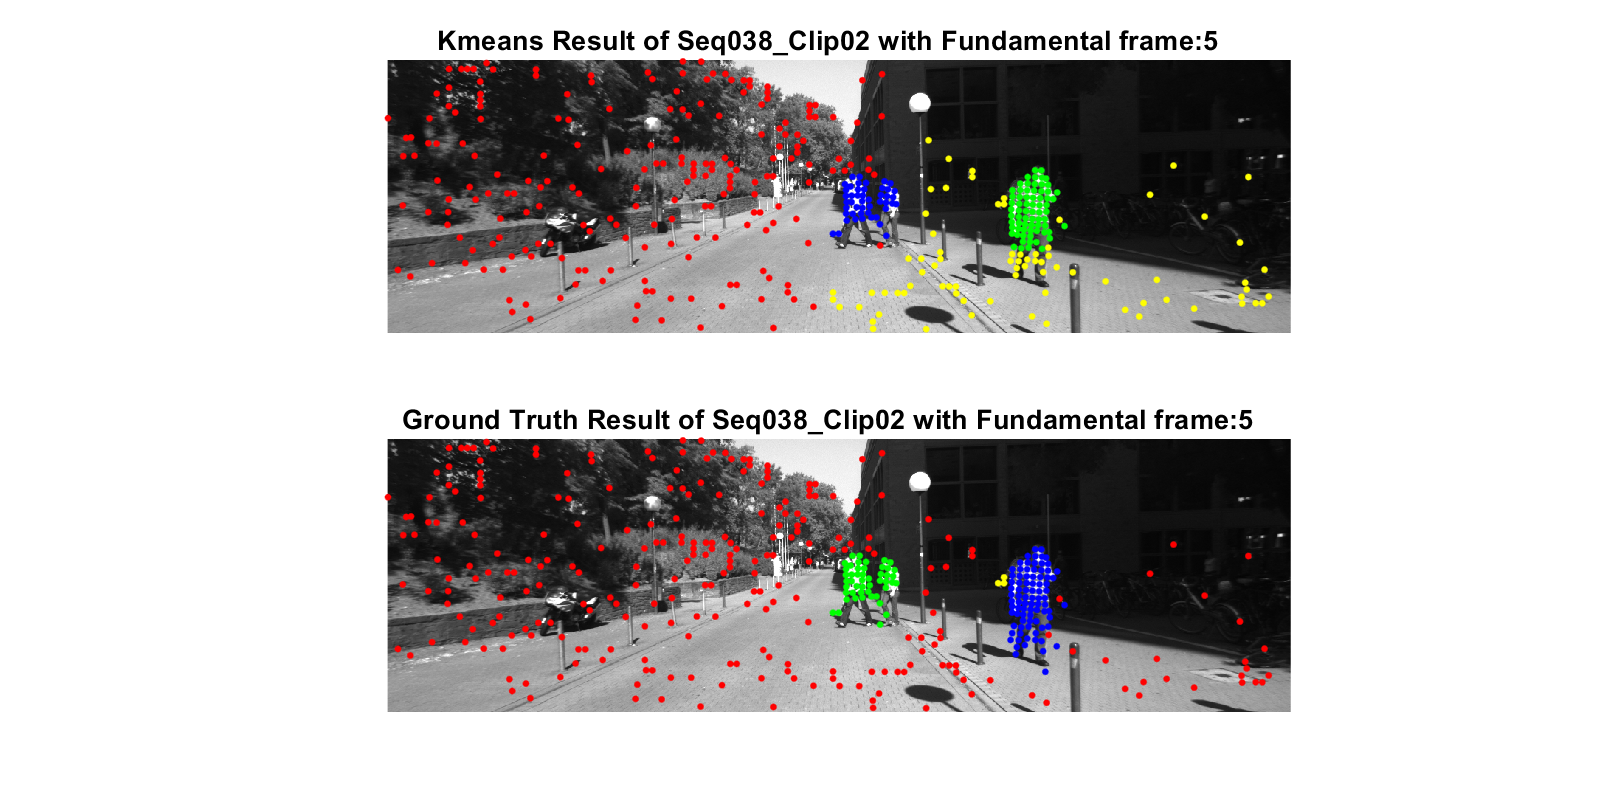 Kmeans Result of Seq038_Clip02 with Fundamental frame:5
Ground Truth Result of Seq038_Clip02 with Fundamental frame:5